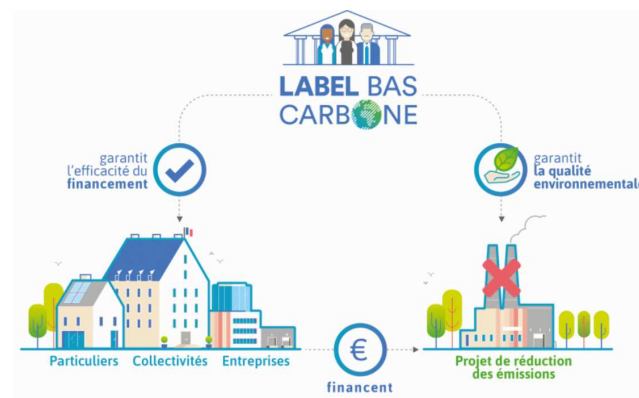 LABEL BAS
CARBONE
garantit
l'efficacité du
financement
garantit
la qualité
environnementale
Particuliers
Collectivités
Entreprises
€
financent
Projet de réduction
des émissions